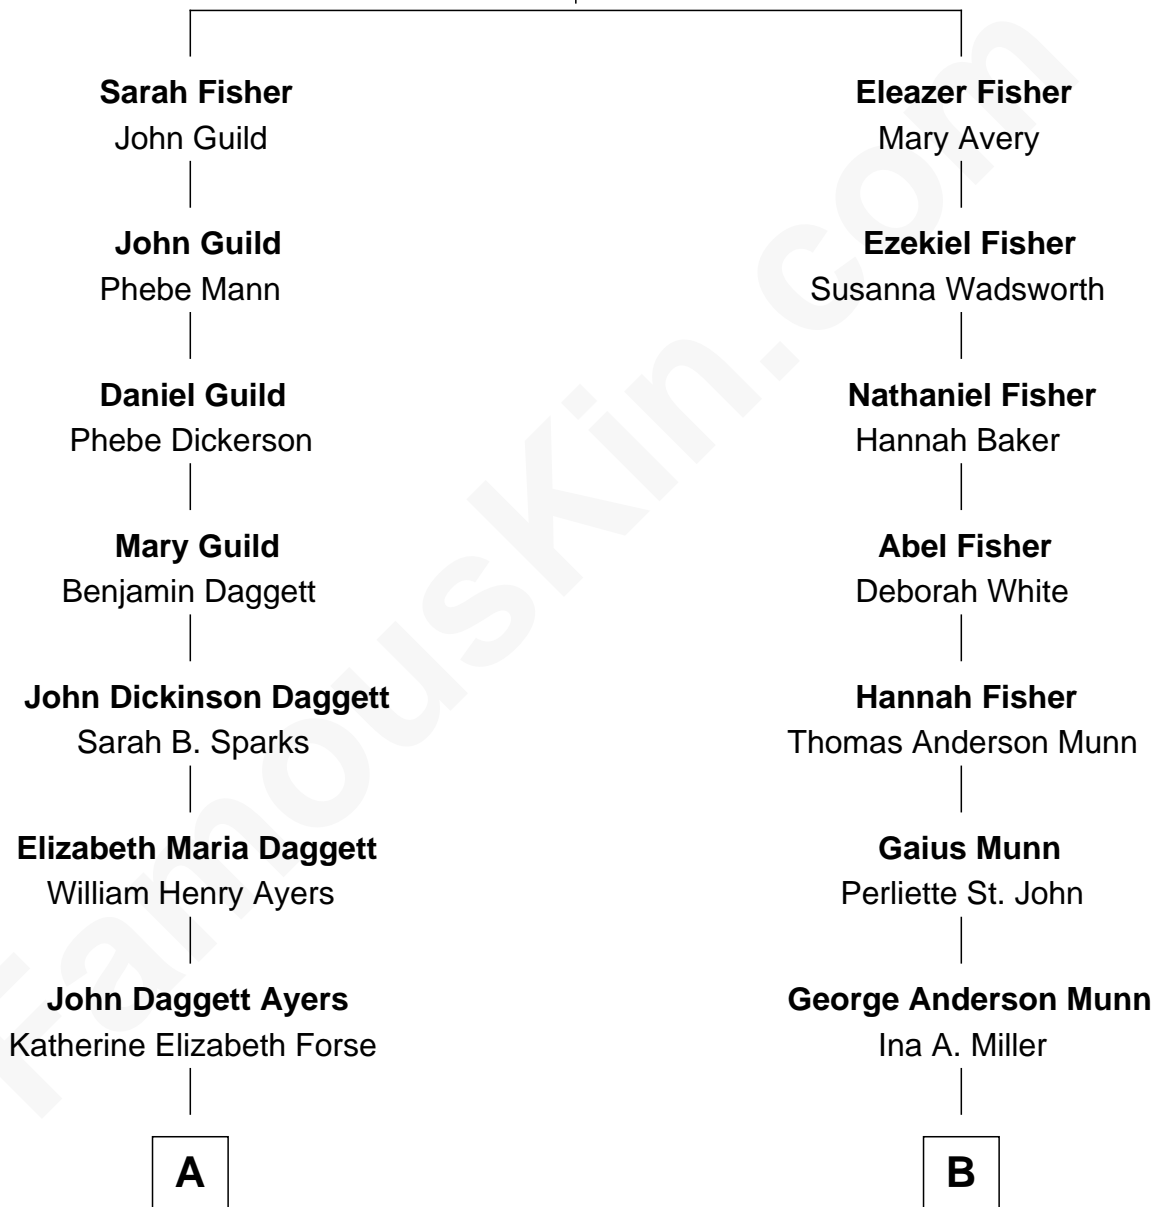 Sarah Fisher
John Guild
John Guild
Phebe Mann
Daniel Guild
Phebe Dickerson
Mary Guild
Benjamin Daggett
John Dickinson Daggett
Sarah B. Sparks
Elizabeth Maria Daggett
William Henry Ayers
John Daggett Ayers
Katherine Elizabeth Forse
A
Eleazer Fisher
Mary Avery
Ezekiel Fisher
Susanna Wadsworth
Nathaniel Fisher
Hannah Baker
Abel Fisher
Deborah White
Hannah Fisher
Thomas Anderson Munn
Gaius Munn
Perliette St. John
George Anderson Munn
Ina A. Miller
B
FamousKin.com